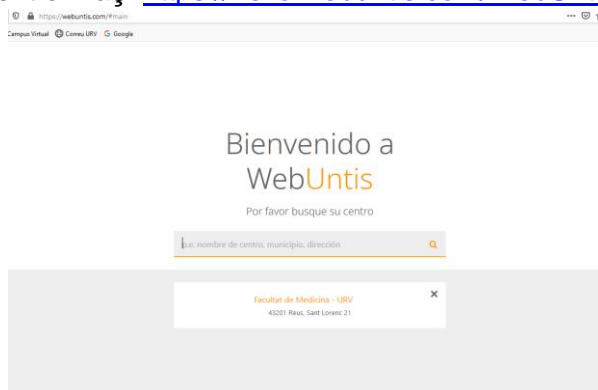 https://webuntis.com/#main
Campus Virtual Correu URV G Google
Bienvenido a
WebUntis
Por favor busque su centro
p.e. nombre de centro, municipio, dirección
Facultat de Medicina - URV
43201 Reus, Sant Llorenç 21